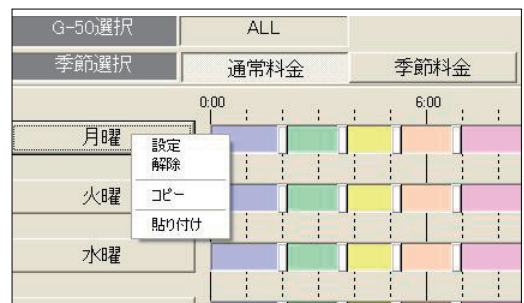 G-50選択 ALL
季節選択 通常料金 季節料金
0:00 6:00
月曜
設定
解除
火曜
コピー
貼り付け
水曜